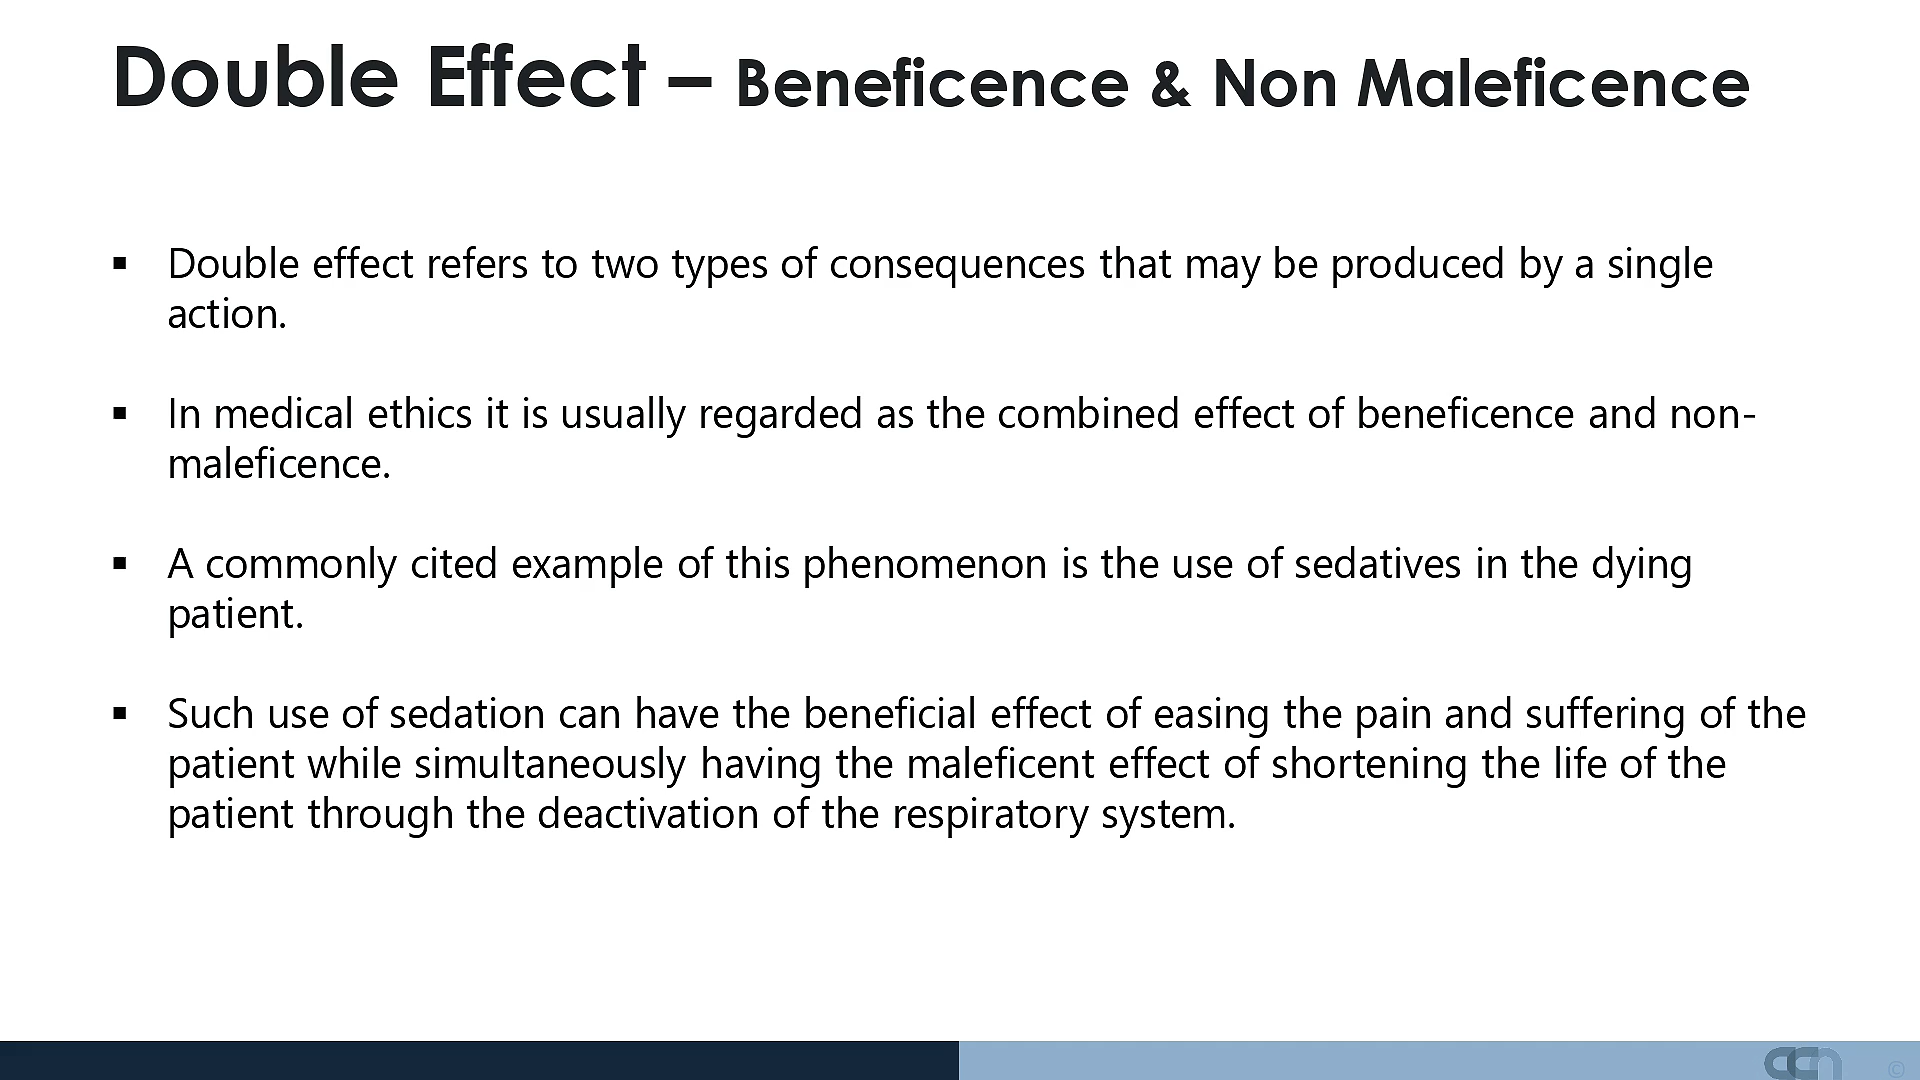 Double Effect – Beneficence & Non Maleficence
▪ Double effect refers to two types of consequences that may be produced by a single
action.
▪ In medical ethics it is usually regarded as the combined effect of beneficence and non-
maleficence.
▪ A commonly cited example of this phenomenon is the use of sedatives in the dying
patient.
▪ Such use of sedation can have the beneficial effect of easing the pain and suffering of the
patient while simultaneously having the maleficent effect of shortening the life of the
patient through the deactivation of the respiratory system.
©